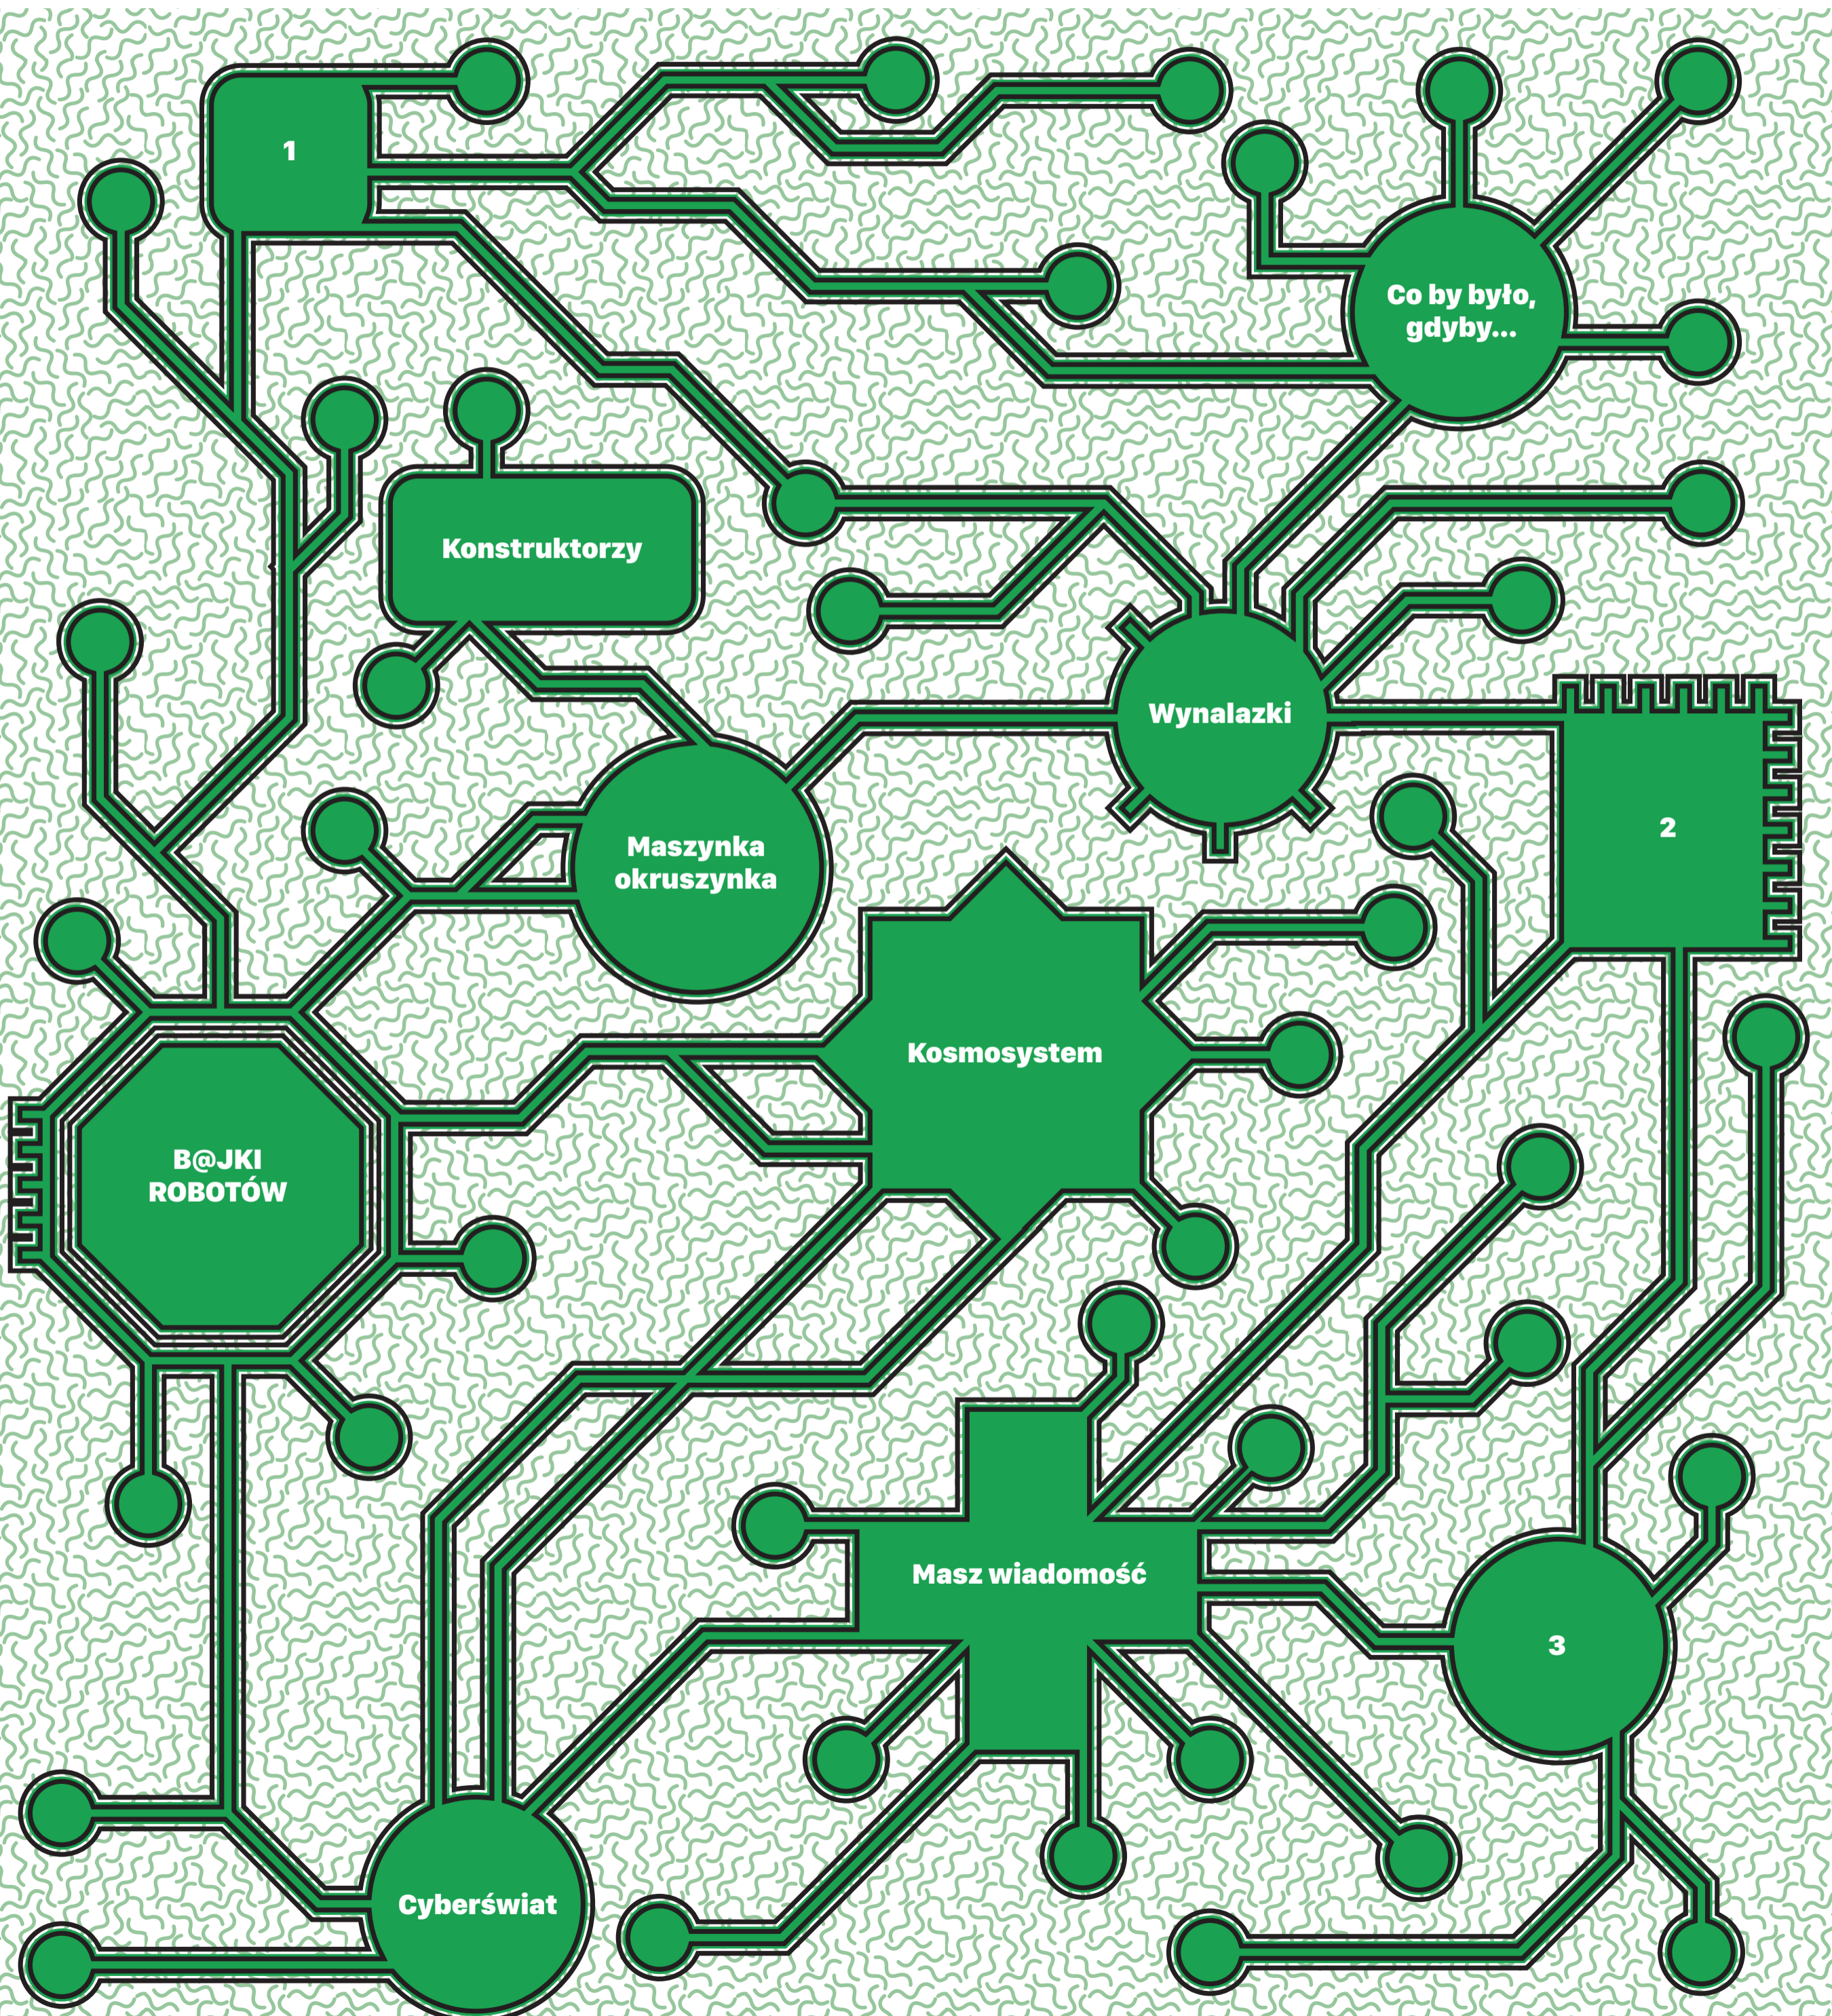 1
Co by było,
gdyby...
Konstruktorzy
Wynalazki
2
Maszynka
okruszynka
Kosmosystem
B@JKI
ROBOTÓW
Masz wiadomość
3
Cyberświat